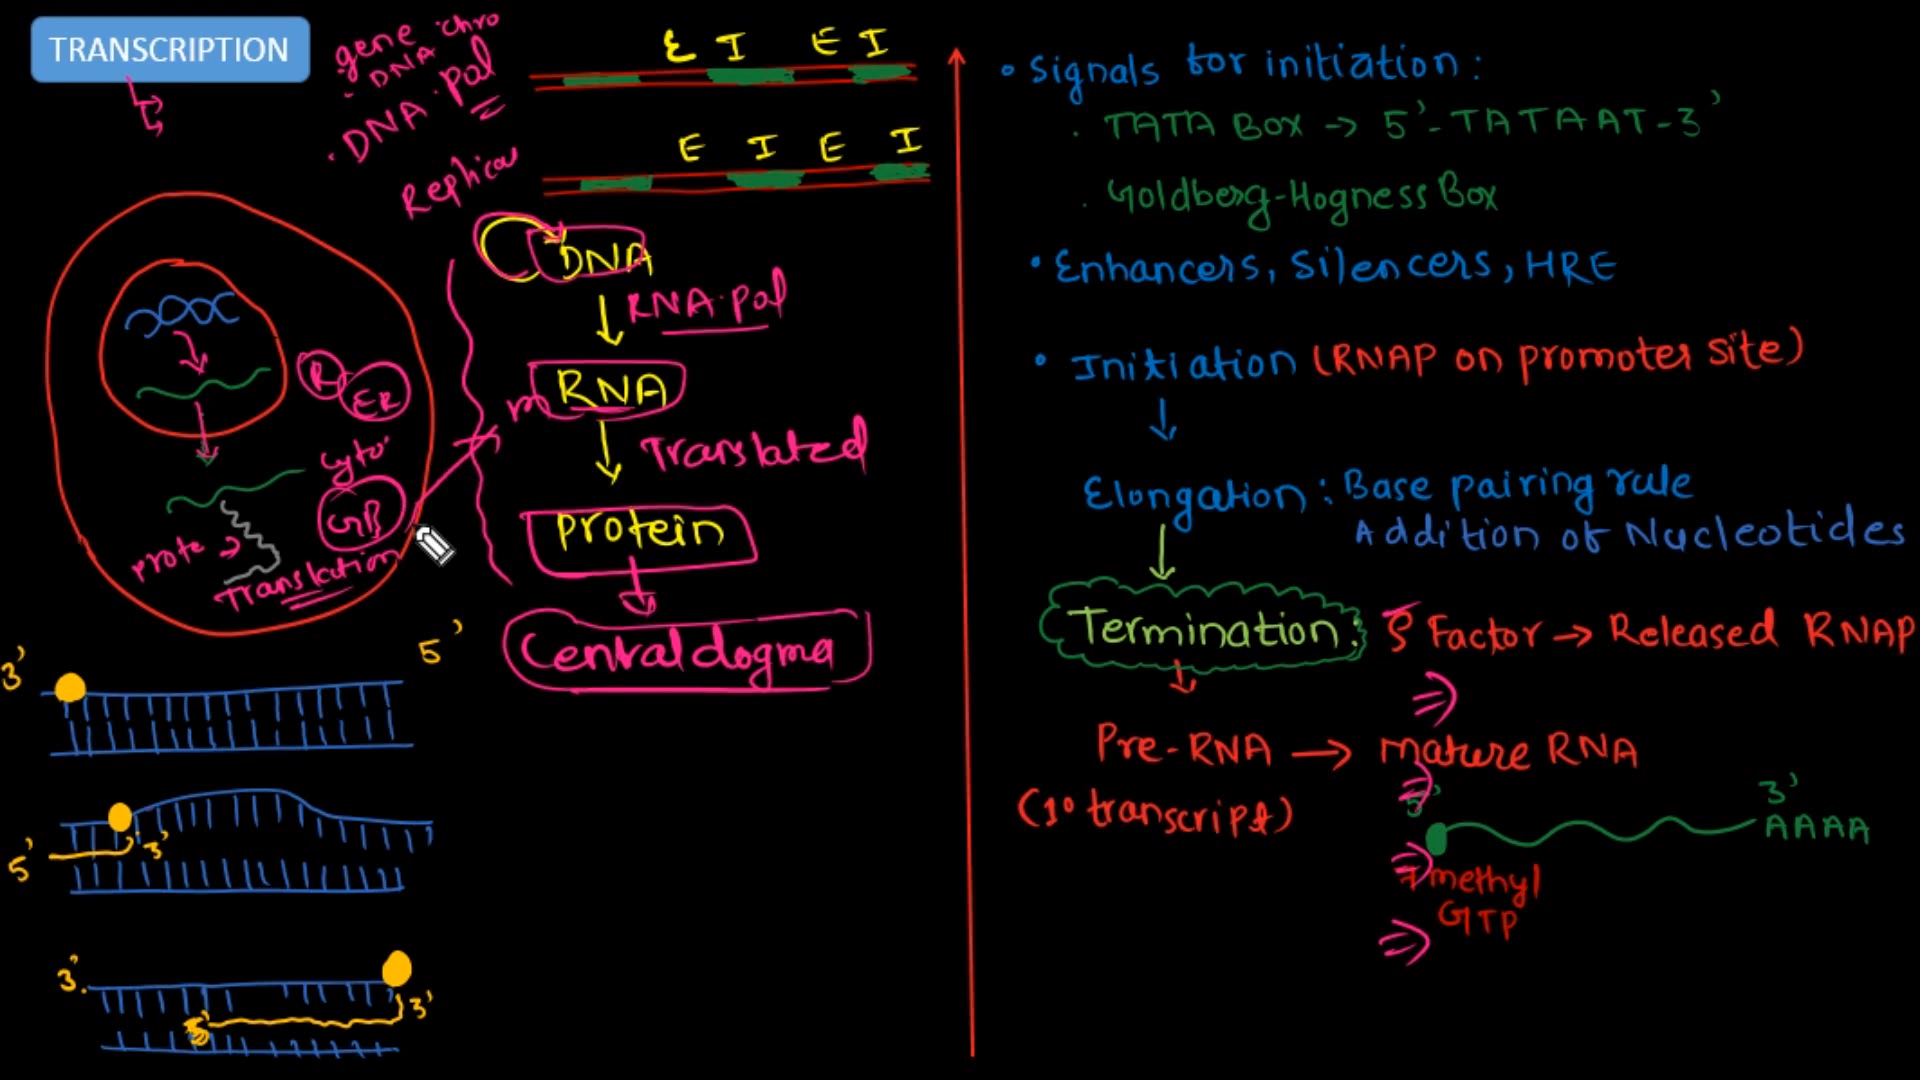 TRANSCRIPTION
gene chro
DNA
DNA pol
Replica
E I E I
E I E I
DNA
RNA pol
m RNA
Translated
Protein
Central dogma
R
ER
Cyto
GB
prote
Translation
3' 5'
5' 3'
3' 5' 3'
• Signals for initiation:
. TATA Box → 5'-TATAAT-3'
. Goldberg-Hogness Box
• Enhancers, Silencers, HRE
• Initiation (RNAP on promoter site)
↓
Elongation: Base pairing rule
Addition of Nucleotides
↓
Termination: ʃ Factor → Released RNAP
↓
Pre-RNA → mature RNA
(1° transcript)
5' 3'
AAAA
7 methyl
GTP